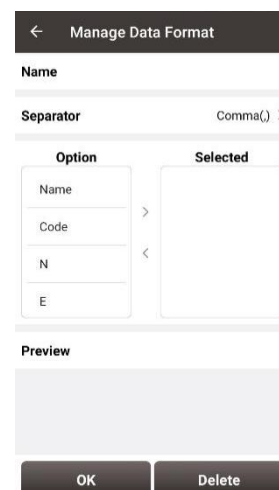 ← Manage Data Format
Name
Separator Comma(,)
Option Selected
Name
Code
>
<
N
E
Preview
OK Delete